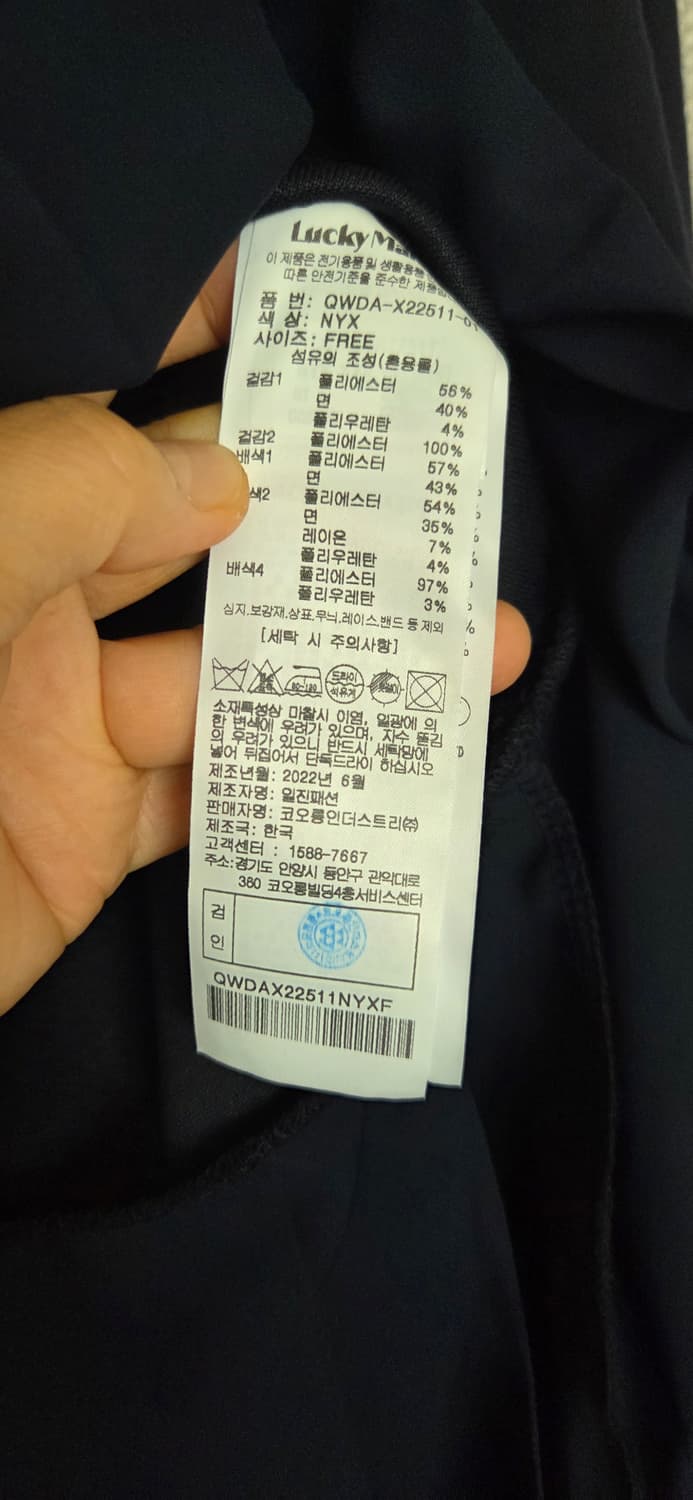 Lucky
이 제품은 전기용품 및 생활용품
따른 안전기준을 준수한
품 번: QWDA-X22511-01
색 상: NYX
사이즈: FREE
섬유의 조성(혼용률)
겉감1 폴리에스터 56%
면 40%
폴리우레탄 4%
겉감2 폴리에스터 100%
배색1 폴리에스터 57%
면 43%
색2 폴리에스터 54%
면 35%
레이온 7%
폴리우레탄 4%
배색4 폴리에스터 97%
폴리우레탄 3%
심지,보강재,상표,무늬,레이스,밴드 등 제외
[세탁 시 주의사항]
드라이
석유계
소재특성상 마찰시 이염, 일광에 의
한 변색에 우려가 있으며, 자수 뜯김
의 우려가 있으니 반드시 세탁망에
넣어 뒤집어서 단독드라이 하십시오
제조년월: 2022년 6월
제조자명: 일진패션
판매자명: 코오롱인더스트리㈜
제조국: 한국
고객센터 : 1588-7667
주소:경기도 안양시 동안구 관악대로
360 코오롱빌딩4층서비스센터
검
인
QWDAX22511NYXF